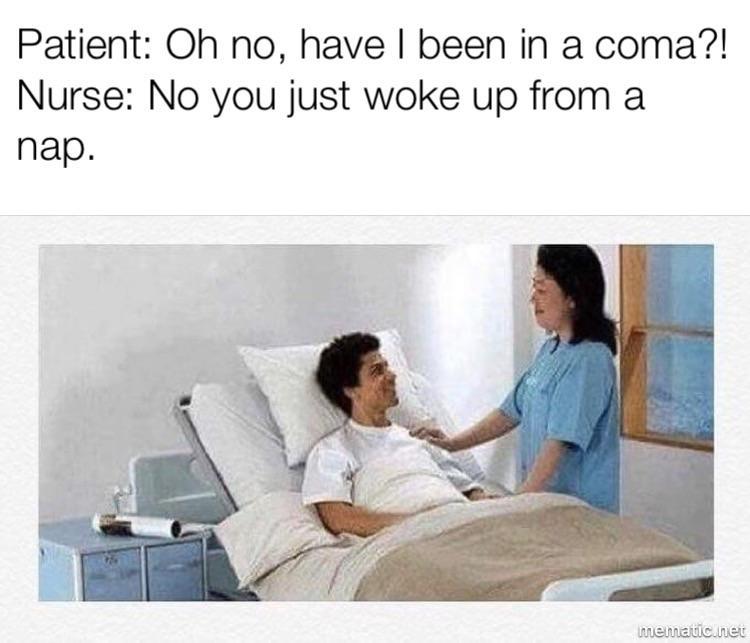 Patient: Oh no, have I been in a coma?!
Nurse: No you just woke up from a
nap.
mematic.net